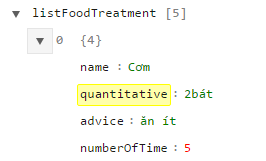 listFoodTreatment [5]
0 {4}
name : Cơm
quantitative : 2bát
advice : ăn ít
numberOfTime : 5